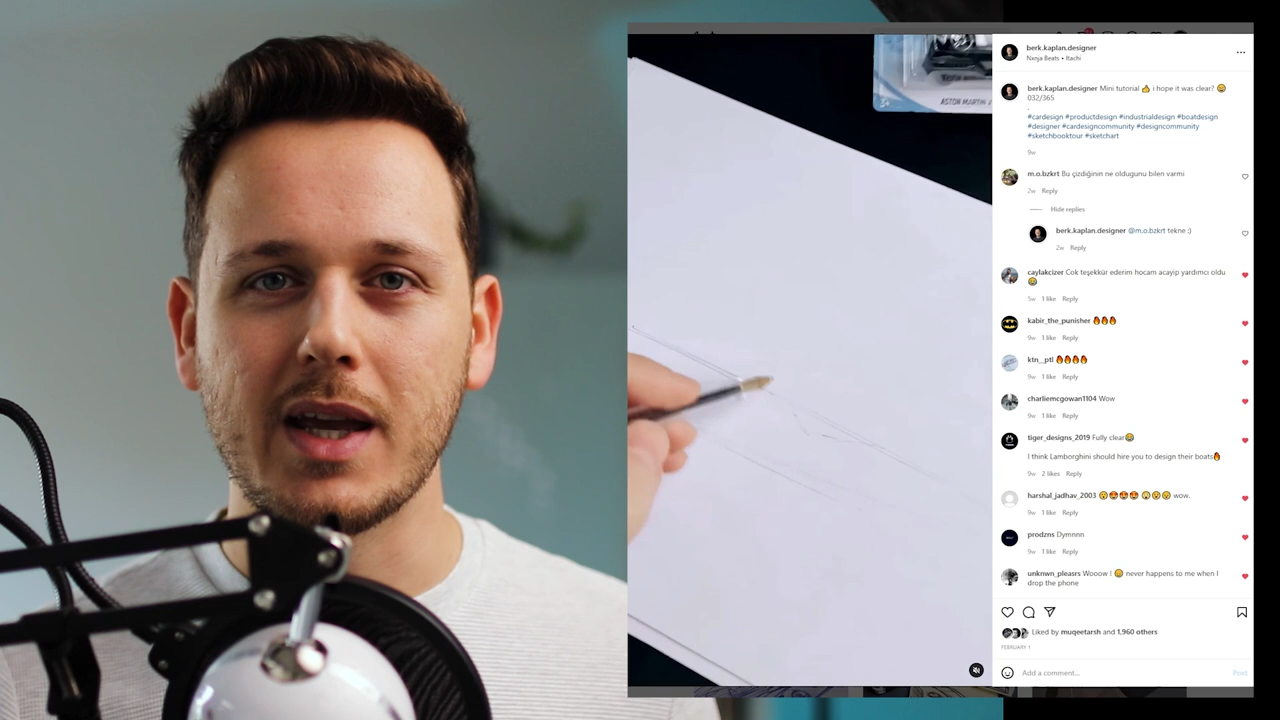 ASTON MARTIN
berk.kaplan.designer
Nxnja Beats • Itachi
berk.kaplan.designer Mini tutorial 👍 i hope it was clear? 😅
032/365
.
#cardesign #productdesign #industrialdesign #boatdesign
#designer #cardesigncommunity #designcommunity
#sketchbooktour #sketchart
9w
m.o.bzkrt Bu çizdiğinin ne oldugunu bilen varmi
2w Reply
Hide replies
berk.kaplan.designer @m.o.bzkrt tekne :)
2w Reply
caylakcizer Cok teşekkür ederim hocam acayip yardımcı oldu
😂
5w 1 like Reply
kabir_the_punisher 🔥🔥🔥
9w 1 like Reply
ktn__ptl 🔥🔥🔥🔥
9w 1 like Reply
charliemcgowan1104 Wow
9w 1 like Reply
tiger_designs_2019 Fully clear😂
I think Lamborghini should hire you to design their boats🔥
9w 2 likes Reply
harshal_jadhav_2003 😮😍😍😍 😮😮😮 wow.
9w 1 like Reply
prodzns Dymnnn
9w 1 like Reply
unknwn_pleasrs Wooow ! 😄 never happens to me when I
drop the phone
Liked by muqeetarsh and 1,960 others
FEBRUARY 1
Add a comment...
Post